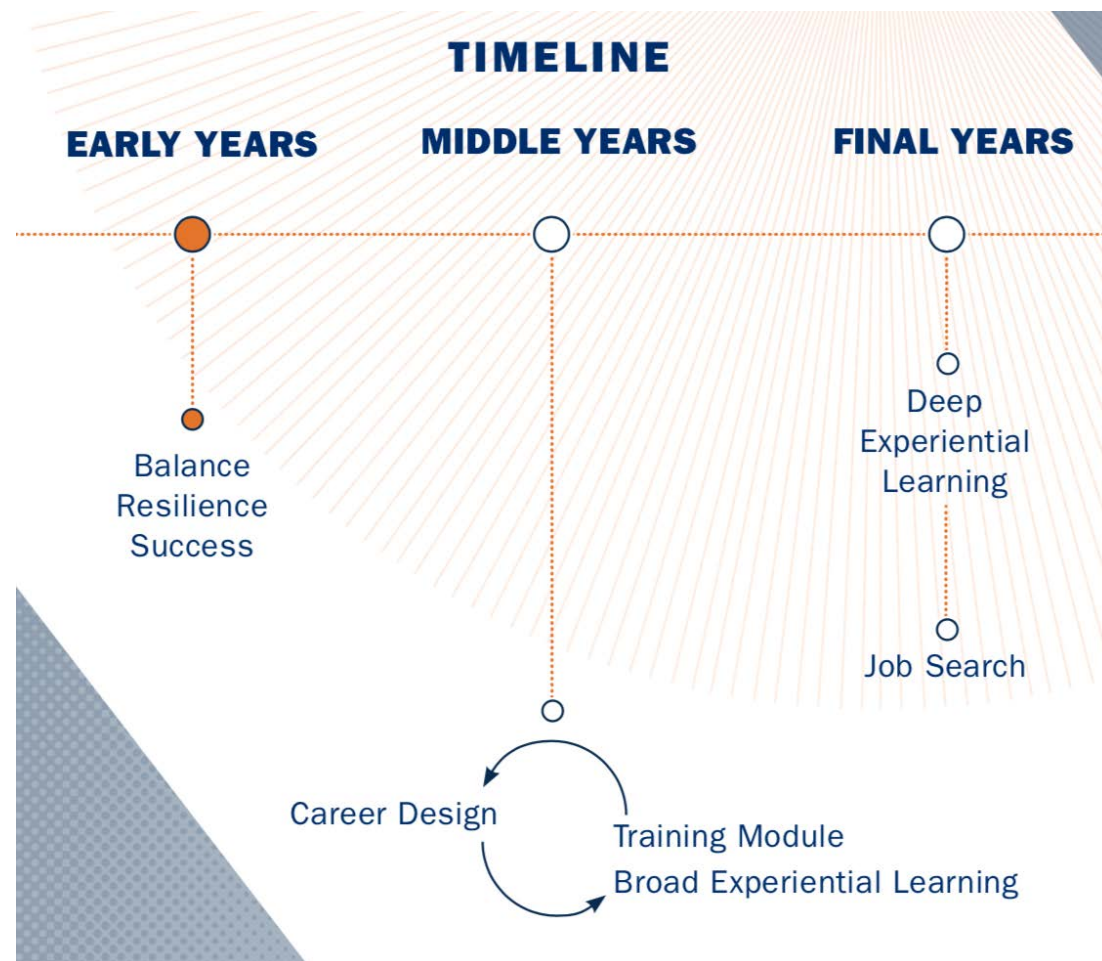 TIMELINE
EARLY YEARS
MIDDLE YEARS
FINAL YEARS
Balance
Resilience
Success
Career Design
Training Module
Broad Experiential Learning
Deep
Experiential
Learning
Job Search